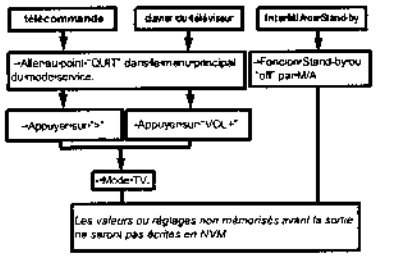 télécommande
clavier du téléviseur
Inter M/A or Stand-by
-Aller au point "QUIT" dans le menu principal
du mode service.
-Fonction Stand-by ou
"off" par M/A
-Appuyer sur ">"
-Appuyer sur "VOL+"
-Mode TV.
Les valeurs ou réglages non mémorisés avant la sortie
ne seront pas écrites en NVM